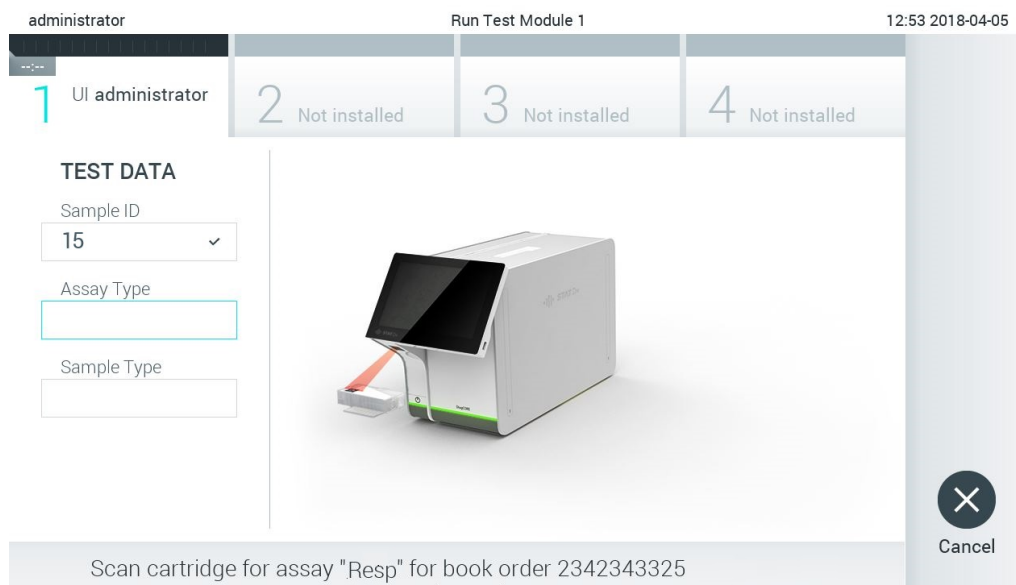 administrator
Run Test Module 1
12:53 2018-04-05
--:--
1 UI administrator
2 Not installed
3 Not installed
4 Not installed
TEST DATA
Sample ID
15
Assay Type
Sample Type
Cancel
Scan cartridge for assay "Resp" for book order 2342343325